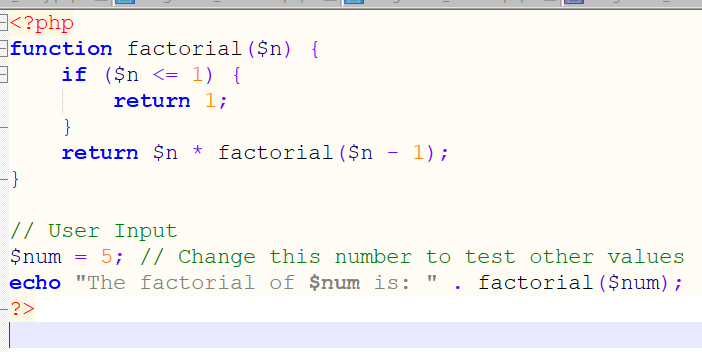 <?php
function factorial($n) {
    if ($n <= 1) {
        return 1;
    }
    return $n * factorial($n - 1);
}

// User Input
$num = 5; // Change this number to test other values
echo "The factorial of $num is: " . factorial($num);
?>